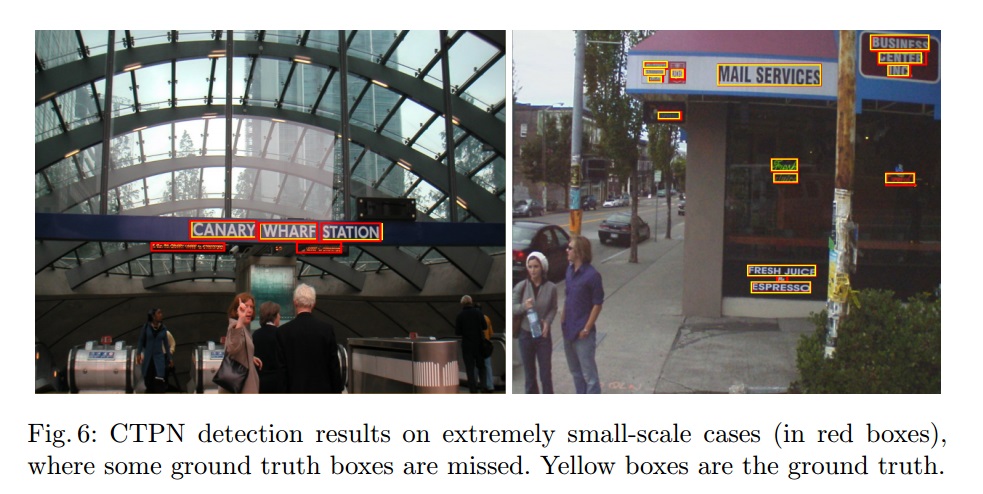 CANARY WHARF STATION
MAIL SERVICES
BUSINESS
CENTER
INC
FRESH JUICE
ESPRESSO
Fig. 6: CTPN detection results on extremely small-scale cases (in red boxes),
where some ground truth boxes are missed. Yellow boxes are the ground truth.